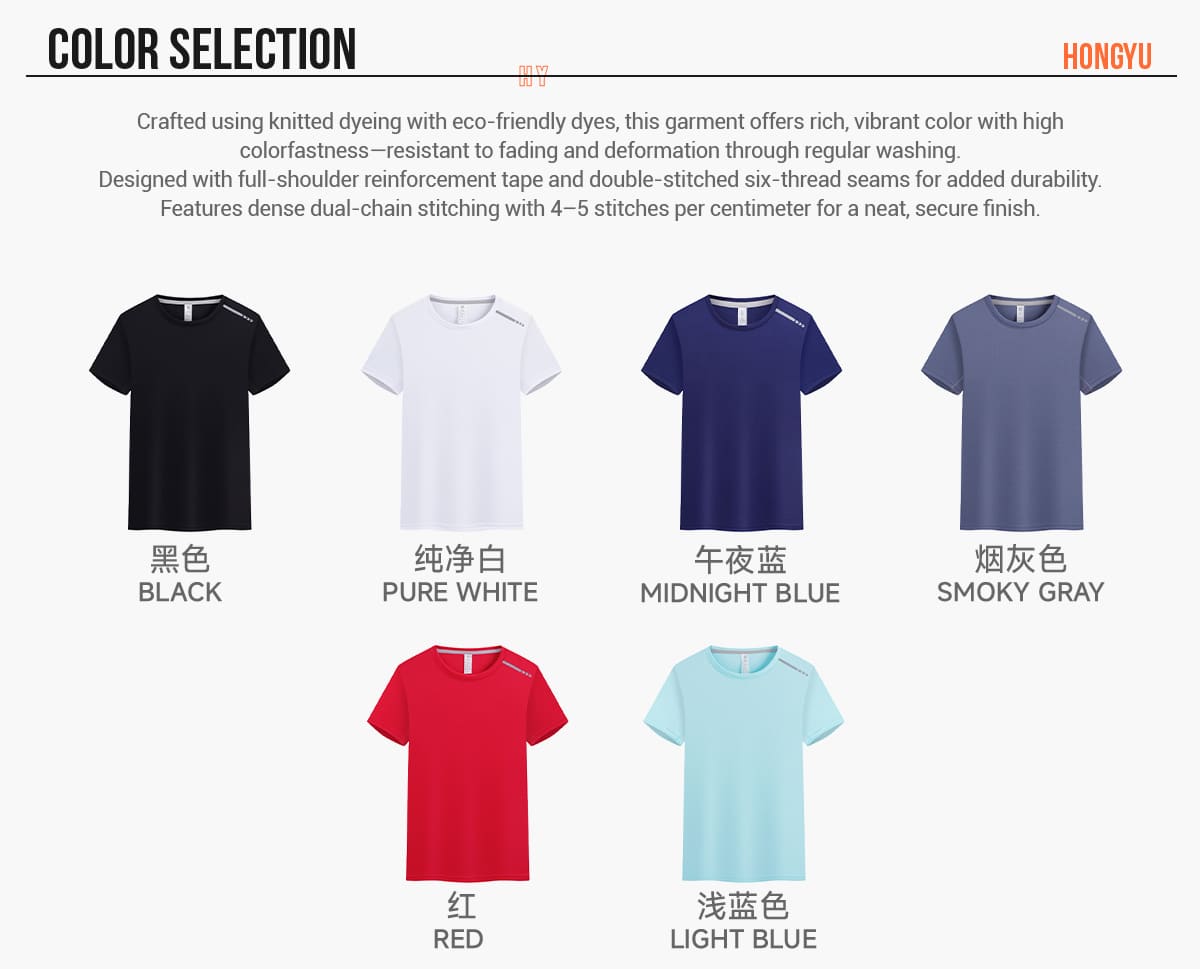 COLOR SELECTION
HONGYU
HY
Crafted using knitted dyeing with eco-friendly dyes, this garment offers rich, vibrant color with high
colorfastness—resistant to fading and deformation through regular washing.
Designed with full-shoulder reinforcement tape and double-stitched six-thread seams for added durability.
Features dense dual-chain stitching with 4–5 stitches per centimeter for a neat, secure finish.
黑色
BLACK
纯净白
PURE WHITE
午夜蓝
MIDNIGHT BLUE
烟灰色
SMOKY GRAY
红
RED
浅蓝色
LIGHT BLUE